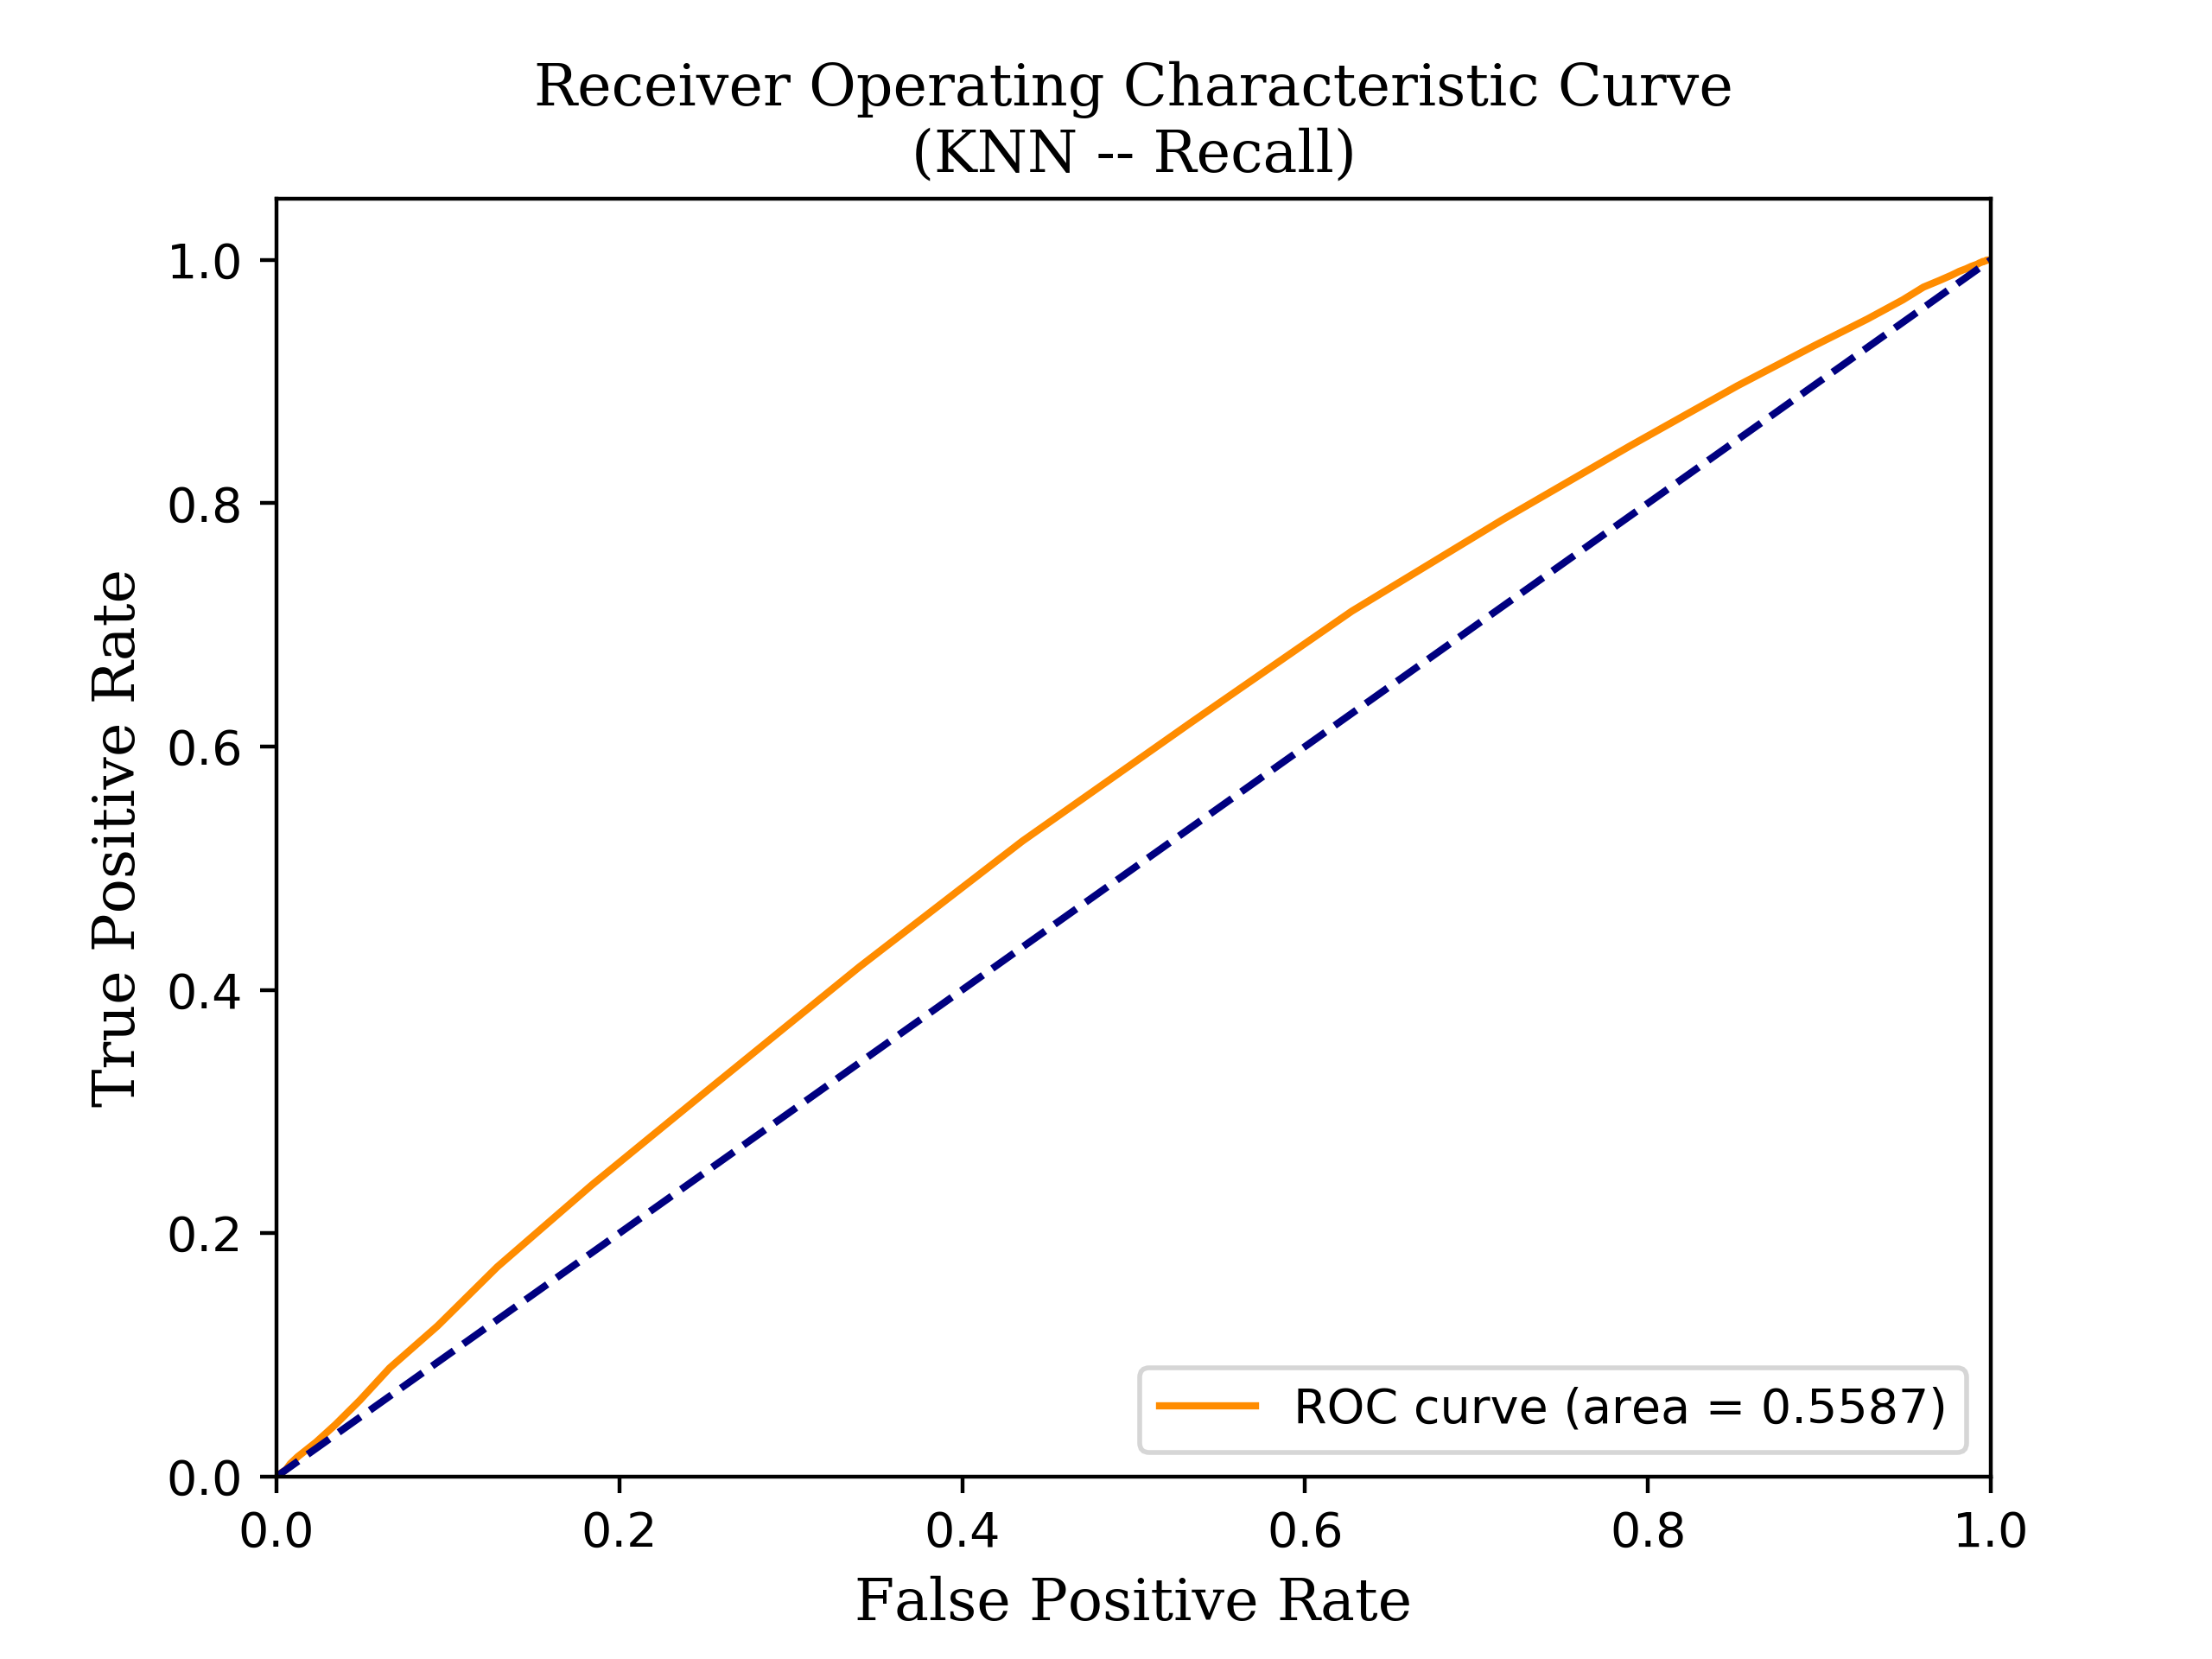 Receiver Operating Characteristic Curve
(KNN -- Recall)
True Positive Rate
1.0
0.8
0.6
0.4
0.2
0.0
ROC curve (area = 0.5587)
0.0 0.2 0.4 0.6 0.8 1.0
False Positive Rate